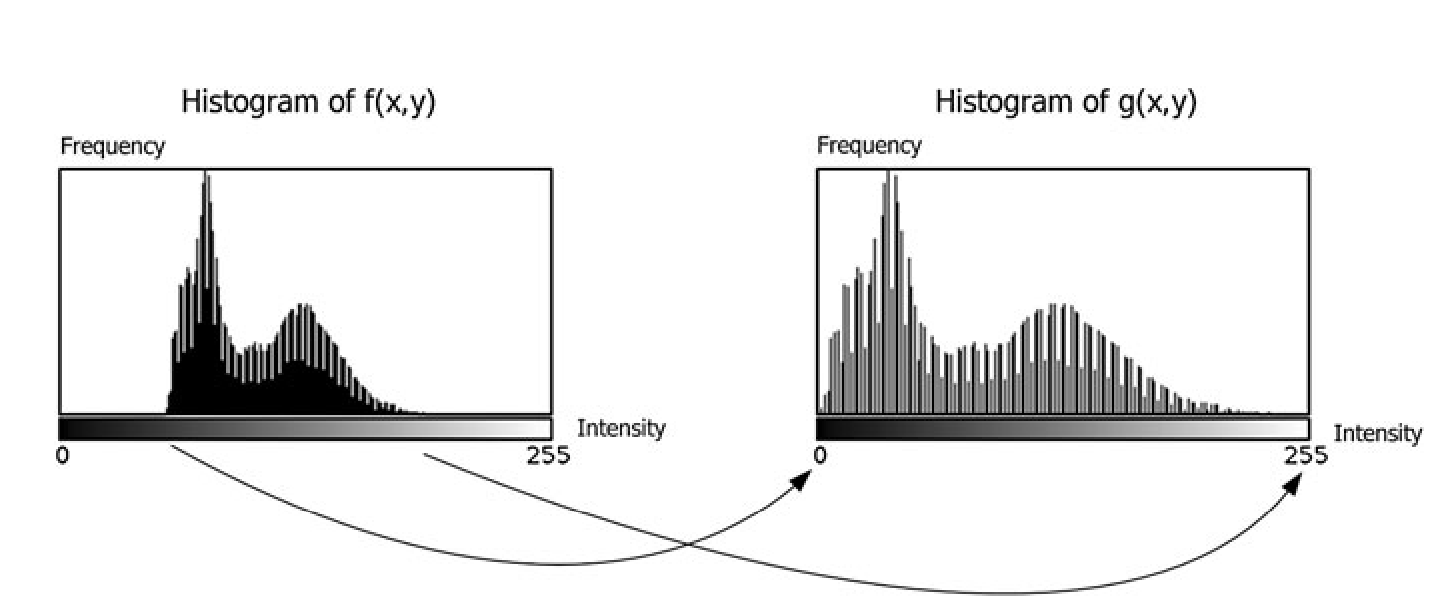 Histogram of f(x,y)
Frequency
Intensity
0
255
Histogram of g(x,y)
Frequency
Intensity
0
255